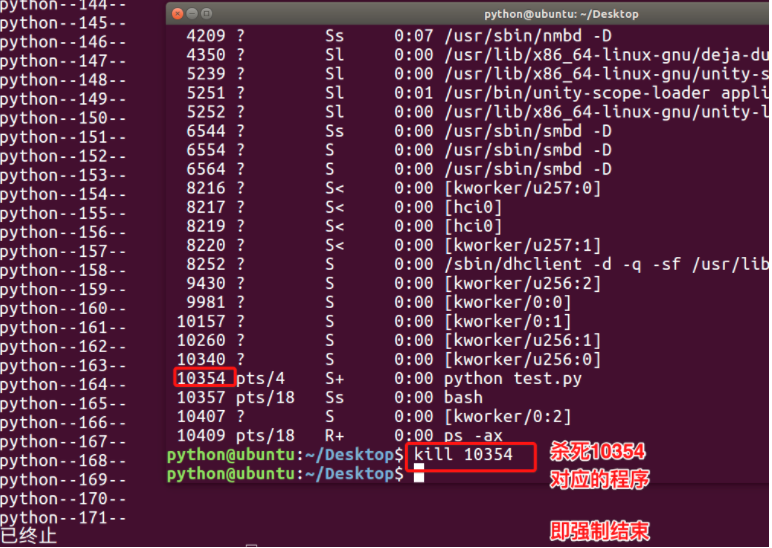 python--144--
python--145--
python--146--
python--147--
python--148--
python--149--
python--150--
python--151--
python--152--
python--153--
python--154--
python--155--
python--156--
python--157--
python--158--
python--159--
python--160--
python--161--
python--162--
python--163--
python--164--
python--165--
python--166--
python--167--
python--168--
python--169--
python--170--
python--171--
已终止
python@ubuntu: ~/Desktop
4209 ? Ss 0:07 /usr/sbin/nmbd -D
4350 ? Sl 0:00 /usr/lib/x86_64-linux-gnu/deja-du
5239 ? Sl 0:00 /usr/lib/x86_64-linux-gnu/unity-s
5251 ? Sl 0:01 /usr/bin/unity-scope-loader appli
5252 ? Sl 0:00 /usr/lib/x86_64-linux-gnu/unity-l
6544 ? Ss 0:00 /usr/sbin/smbd -D
6554 ? S 0:00 /usr/sbin/smbd -D
6564 ? S 0:00 /usr/sbin/smbd -D
8216 ? S< 0:00 [kworker/u257:0]
8217 ? S< 0:00 [hci0]
8219 ? S< 0:00 [hci0]
8220 ? S< 0:00 [kworker/u257:1]
8252 ? S 0:00 /sbin/dhclient -d -q -sf /usr/lib
9430 ? S 0:00 [kworker/u256:2]
9981 ? S 0:00 [kworker/0:0]
10157 ? S 0:00 [kworker/0:1]
10260 ? S 0:00 [kworker/u256:1]
10340 ? S 0:00 [kworker/u256:0]
10354 pts/4 S+ 0:00 python test.py
10357 pts/18 Ss 0:00 bash
10407 ? S 0:00 [kworker/0:2]
10409 pts/18 R+ 0:00 ps -ax
python@ubuntu:~/Desktop$ kill 10354
python@ubuntu:~/Desktop$
杀死10354
对应的程序
即强制结束